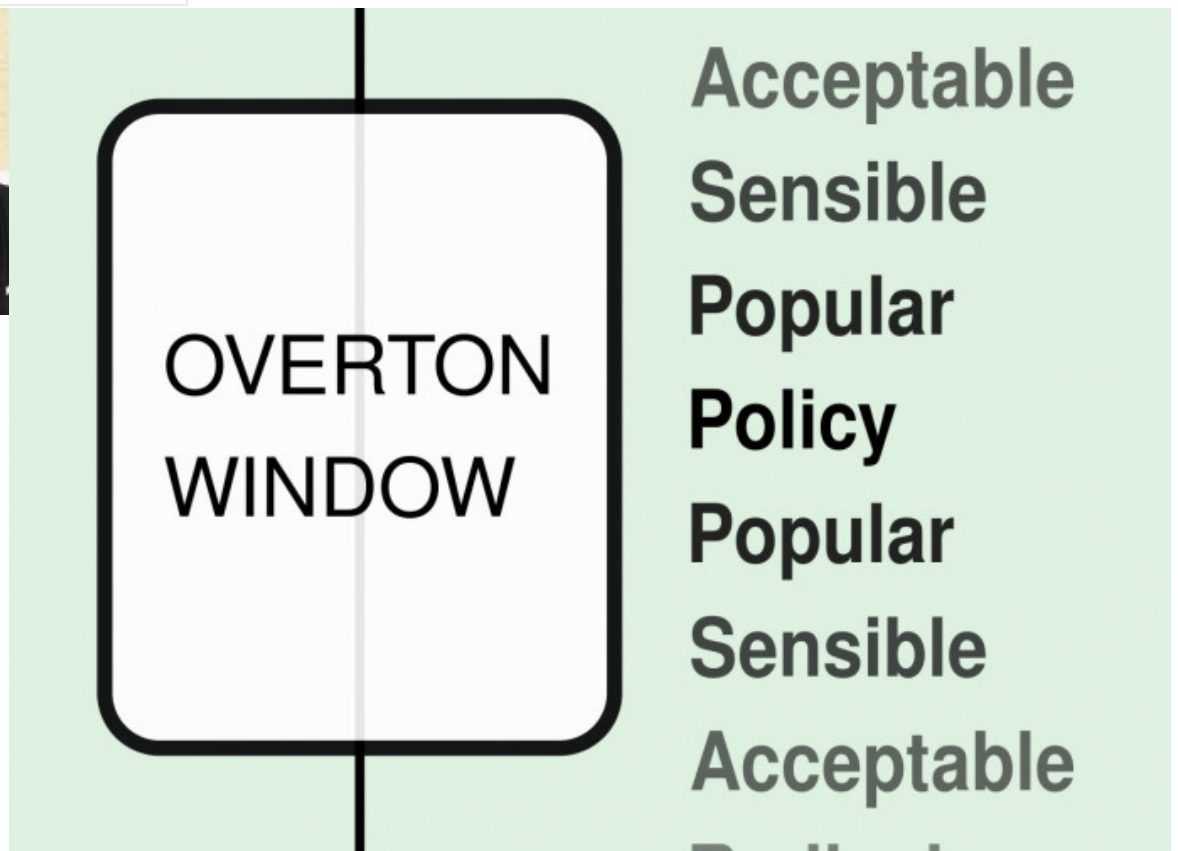 Acceptable
Sensible
Popular
OVERTON
WINDOW
Policy
Popular
Sensible
Acceptable